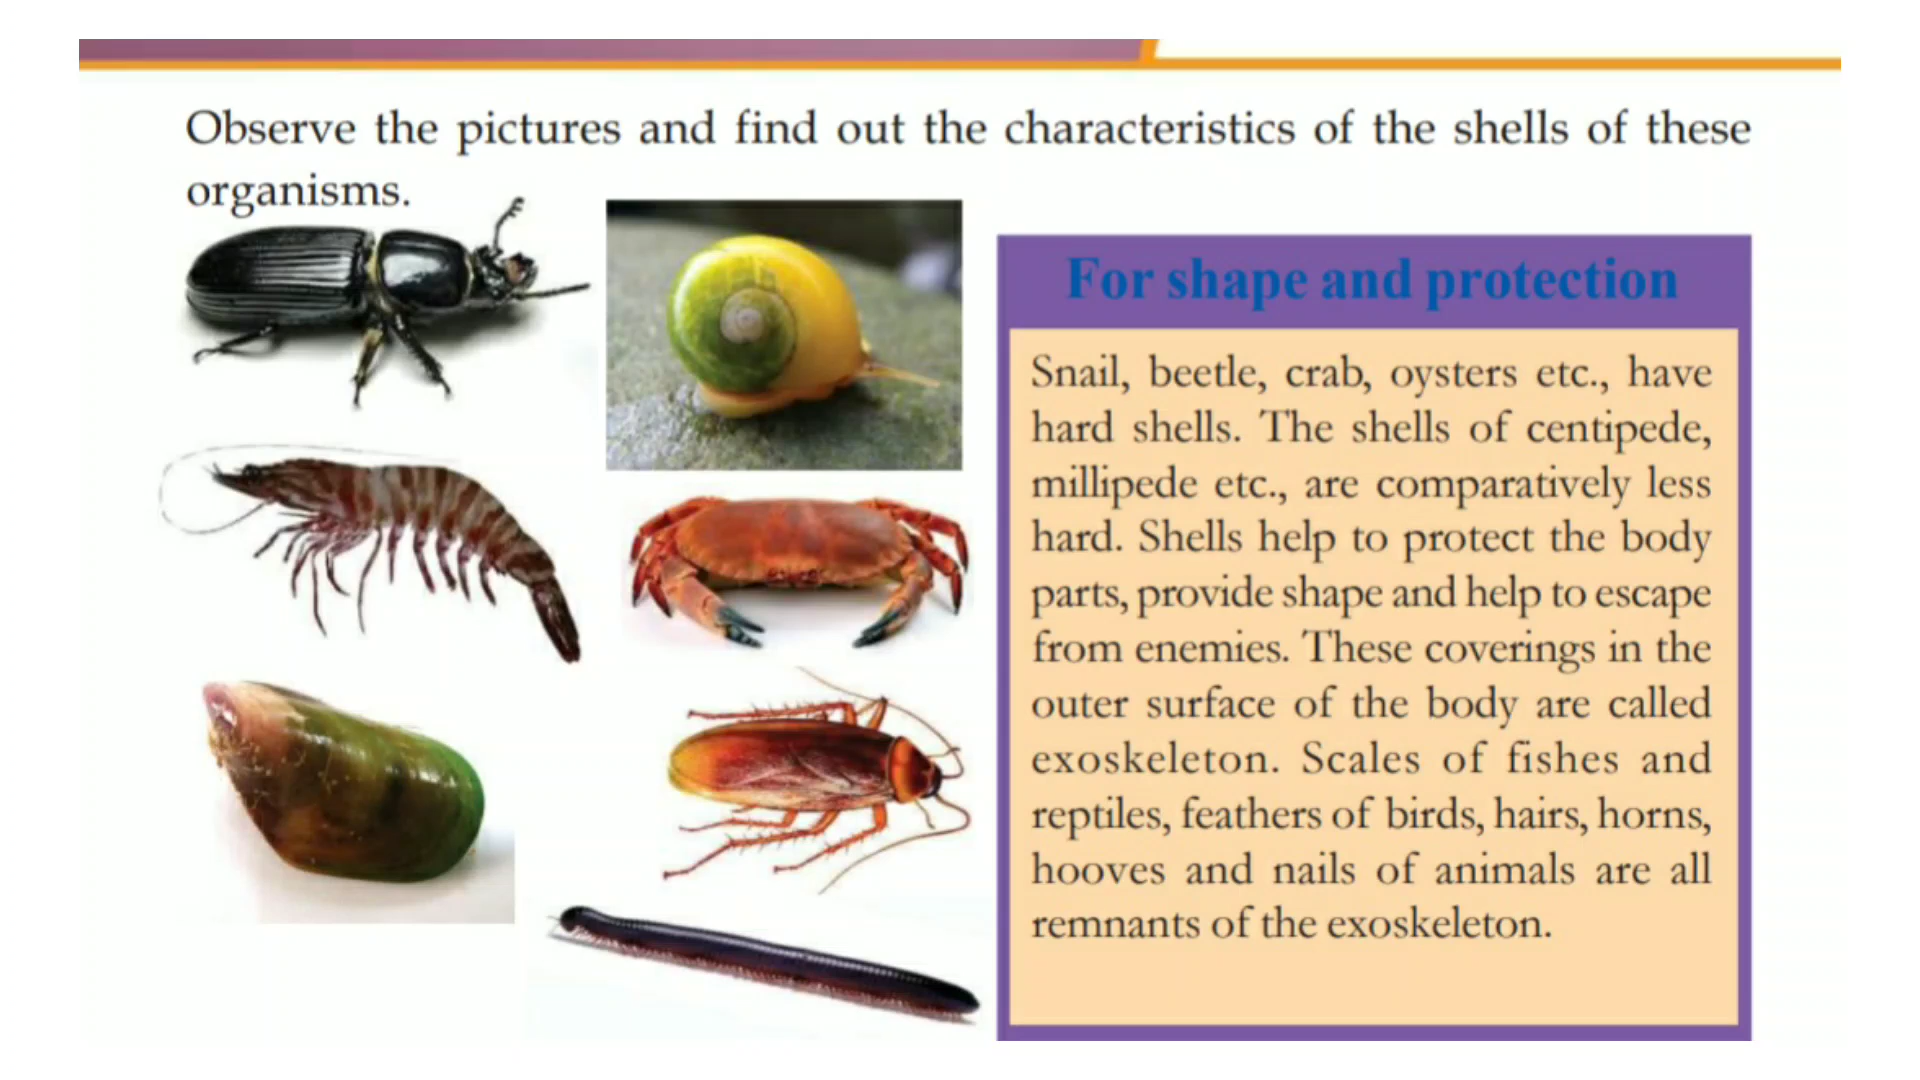 Observe the pictures and find out the characteristics of the shells of these
organisms.
For shape and protection
Snail, beetle, crab, oysters etc., have
hard shells. The shells of centipede,
millipede etc., are comparatively less
hard. Shells help to protect the body
parts, provide shape and help to escape
from enemies. These coverings in the
outer surface of the body are called
exoskeleton. Scales of fishes and
reptiles, feathers of birds, hairs, horns,
hooves and nails of animals are all
remnants of the exoskeleton.